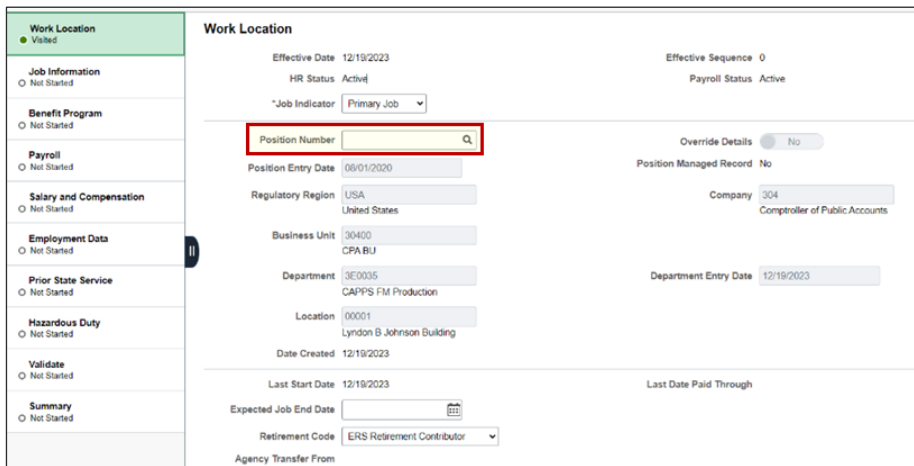 Work Location
Visited
Job Information
Not Started
Benefit Program
Not Started
Payroll
Not Started
Salary and Compensation
Not Started
Employment Data
Not Started
Prior State Service
Not Started
Hazardous Duty
Not Started
Validate
Not Started
Summary
Not Started
Work Location
Effective Date 12/19/2023 Effective Sequence 0
HR Status Active Payroll Status Active
*Job Indicator Primary Job
Position Number Override Details No
Position Entry Date 08/01/2020 Position Managed Record No
Regulatory Region USA Company 304
United States Comptroller of Public Accounts
Business Unit 30400
CPA BU
Department 3E0035 Department Entry Date 12/19/2023
CAPPS FM Production
Location 00001
Lyndon B Johnson Building
Date Created 12/19/2023
Last Start Date 12/19/2023 Last Date Paid Through
Expected Job End Date
Retirement Code ERS Retirement Contributor
Agency Transfer From